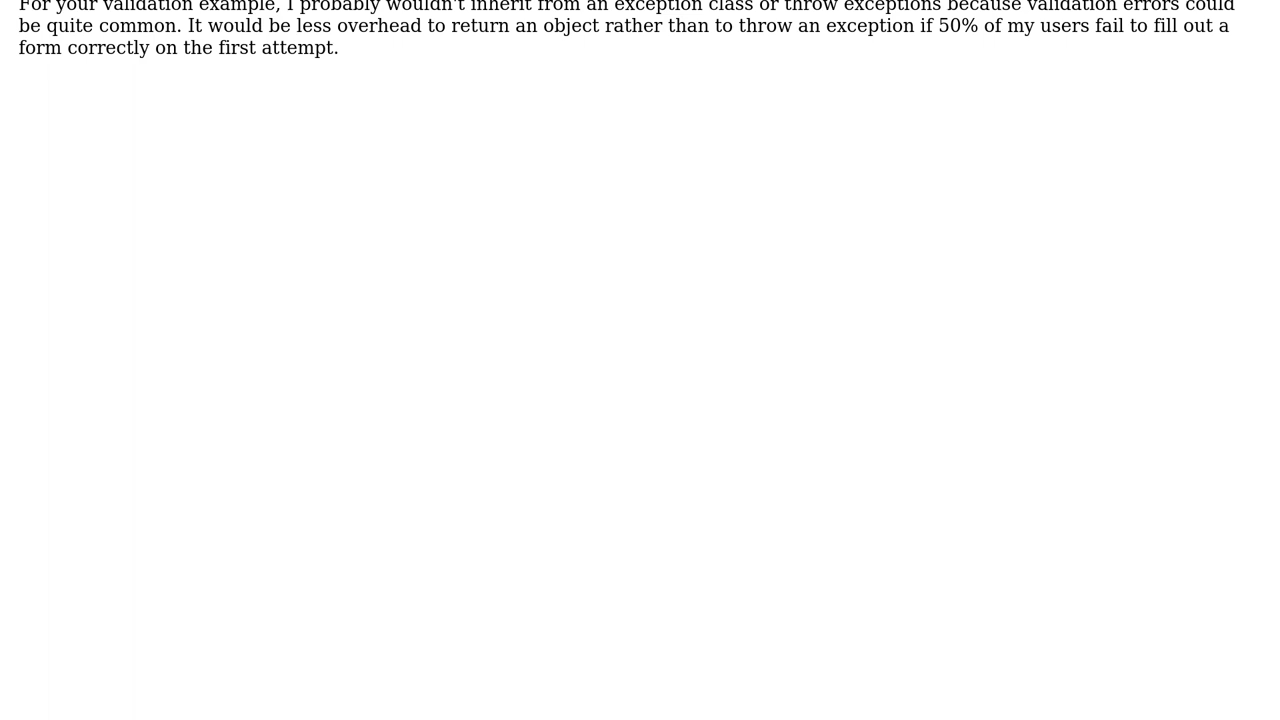 For your validation example, I probably wouldn't inherit from an exception class or throw exceptions because validation errors could
be quite common. It would be less overhead to return an object rather than to throw an exception if 50% of my users fail to fill out a
form correctly on the first attempt.